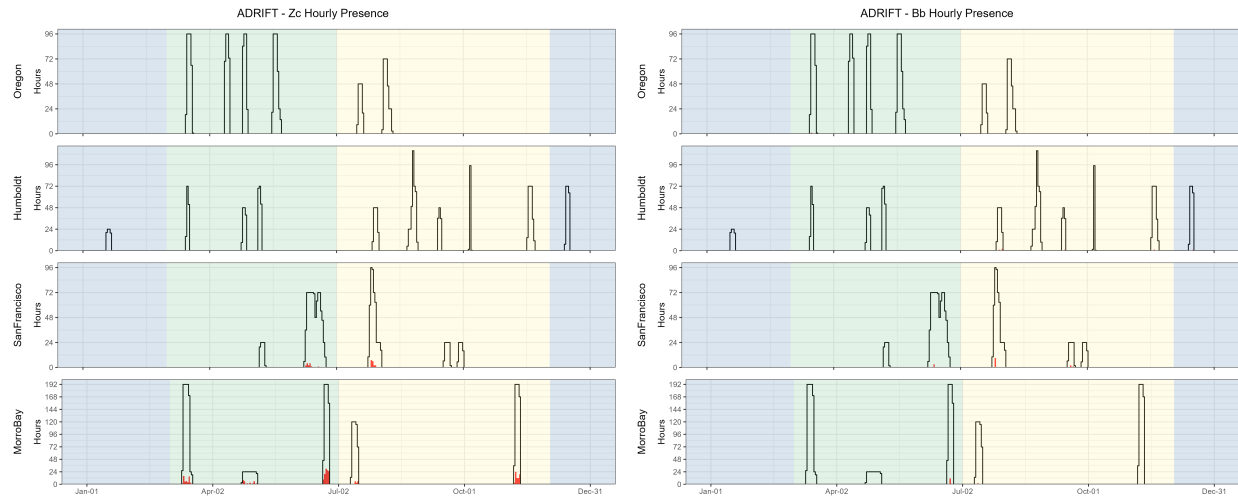 ADRIFT - Zc Hourly Presence
Oregon
Hours
96
72
48
24
0
Humboldt
Hours
96
72
48
24
0
SanFrancisco
Hours
96
72
48
24
0
MorroBay
Hours
192
168
144
120
96
72
48
24
0
Jan-01 Apr-02 Jul-02 Oct-01 Dec-31
ADRIFT - Bb Hourly Presence
Oregon
Hours
96
72
48
24
0
Humboldt
Hours
96
72
48
24
0
SanFrancisco
Hours
96
72
48
24
0
MorroBay
Hours
192
168
144
120
96
72
48
24
0
Jan-01 Apr-02 Jul-02 Oct-01 Dec-31